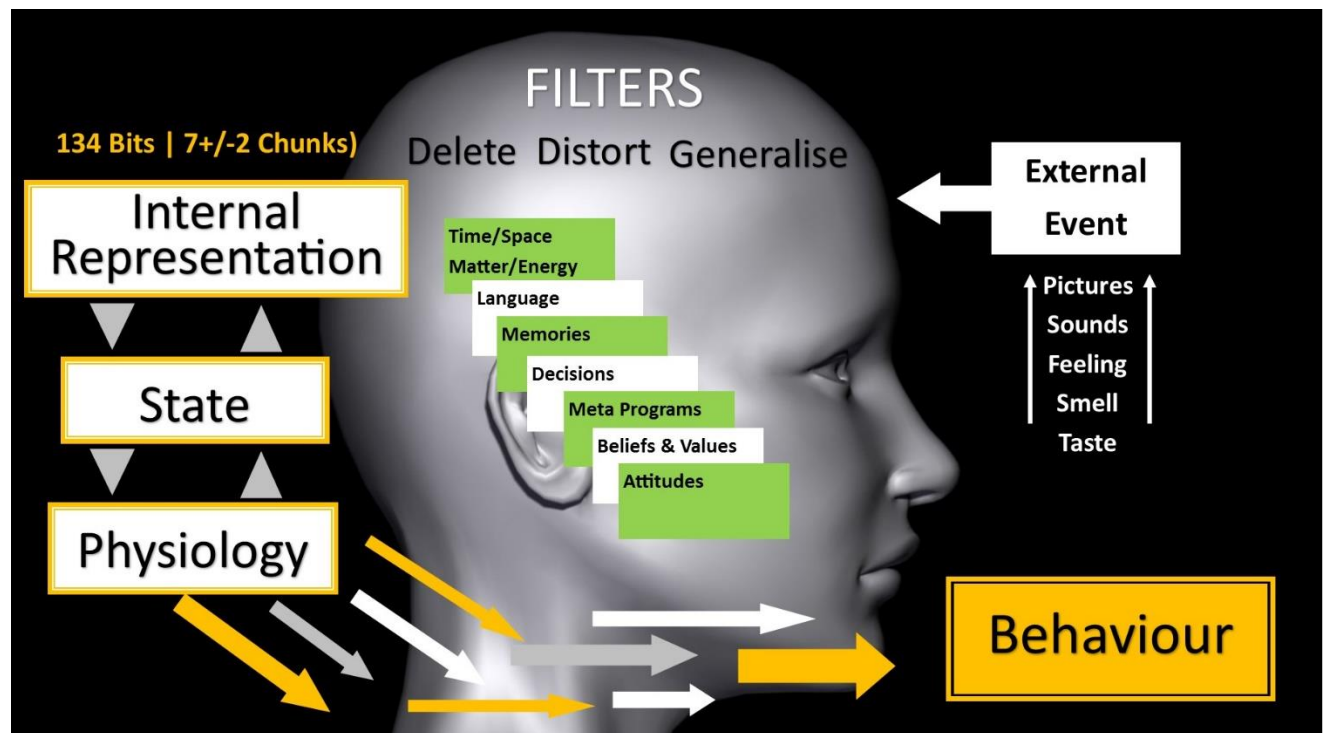 FILTERS
Delete Distort Generalise
134 Bits | 7+/-2 Chunks)
Internal
Representation
State
Physiology
Time/Space
Matter/Energy
Language
Memories
Decisions
Meta Programs
Beliefs & Values
Attitudes
External
Event
Pictures
Sounds
Feeling
Smell
Taste
Behaviour